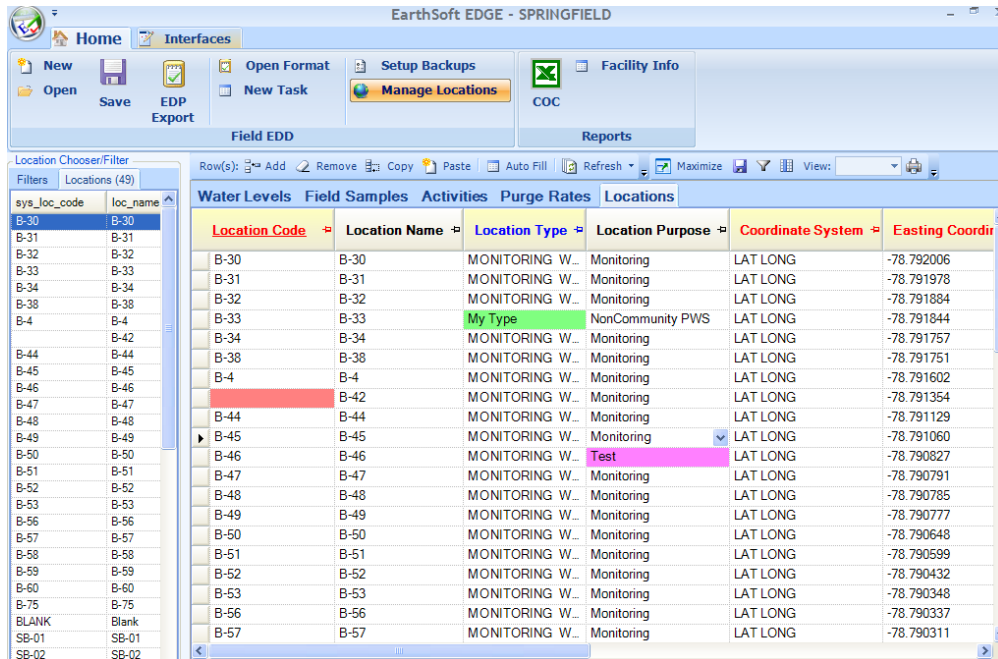 EarthSoft EDGE - SPRINGFIELD
Home Interfaces
New Open Format Setup Backups Facility Info
Open Save EDP Export New Task Manage Locations COC
Field EDD Reports
Location Chooser/Filter
Filters Locations (49)
Row(s): Add Remove Copy Paste Auto Fill Refresh Maximize View:
Water Levels Field Samples Activities Purge Rates Locations
sys_loc_code loc_name
B-30 B-30
B-31 B-31
B-32 B-32
B-33 B-33
B-34 B-34
B-38 B-38
B-4 B-4
B-42
B-44 B-44
B-45 B-45
B-46 B-46
B-47 B-47
B-48 B-48
B-49 B-49
B-50 B-50
B-51 B-51
B-52 B-52
B-53 B-53
B-56 B-56
B-57 B-57
B-58 B-58
B-59 B-59
B-60 B-60
B-75 B-75
BLANK Blank
SB-01 SB-01
SB-02 SB-02
Location Code Location Name Location Type Location Purpose Coordinate System Easting Coordin
B-30 B-30 MONITORING W... Monitoring LAT LONG -78.792006
B-31 B-31 MONITORING W... Monitoring LAT LONG -78.791978
B-32 B-32 MONITORING W... Monitoring LAT LONG -78.791884
B-33 B-33 My Type NonCommunity PWS LAT LONG -78.791844
B-34 B-34 MONITORING W... Monitoring LAT LONG -78.791757
B-38 B-38 MONITORING W... Monitoring LAT LONG -78.791751
B-4 B-4 MONITORING W... Monitoring LAT LONG -78.791602
B-42 MONITORING W... Monitoring LAT LONG -78.791354
B-44 B-44 MONITORING W... Monitoring LAT LONG -78.791129
B-45 B-45 MONITORING W... Monitoring LAT LONG -78.791060
B-46 B-46 MONITORING W... Test LAT LONG -78.790827
B-47 B-47 MONITORING W... Monitoring LAT LONG -78.790791
B-48 B-48 MONITORING W... Monitoring LAT LONG -78.790785
B-49 B-49 MONITORING W... Monitoring LAT LONG -78.790777
B-50 B-50 MONITORING W... Monitoring LAT LONG -78.790648
B-51 B-51 MONITORING W... Monitoring LAT LONG -78.790599
B-52 B-52 MONITORING W... Monitoring LAT LONG -78.790432
B-53 B-53 MONITORING W... Monitoring LAT LONG -78.790348
B-56 B-56 MONITORING W... Monitoring LAT LONG -78.790337
B-57 B-57 MONITORING W... Monitoring LAT LONG -78.790311